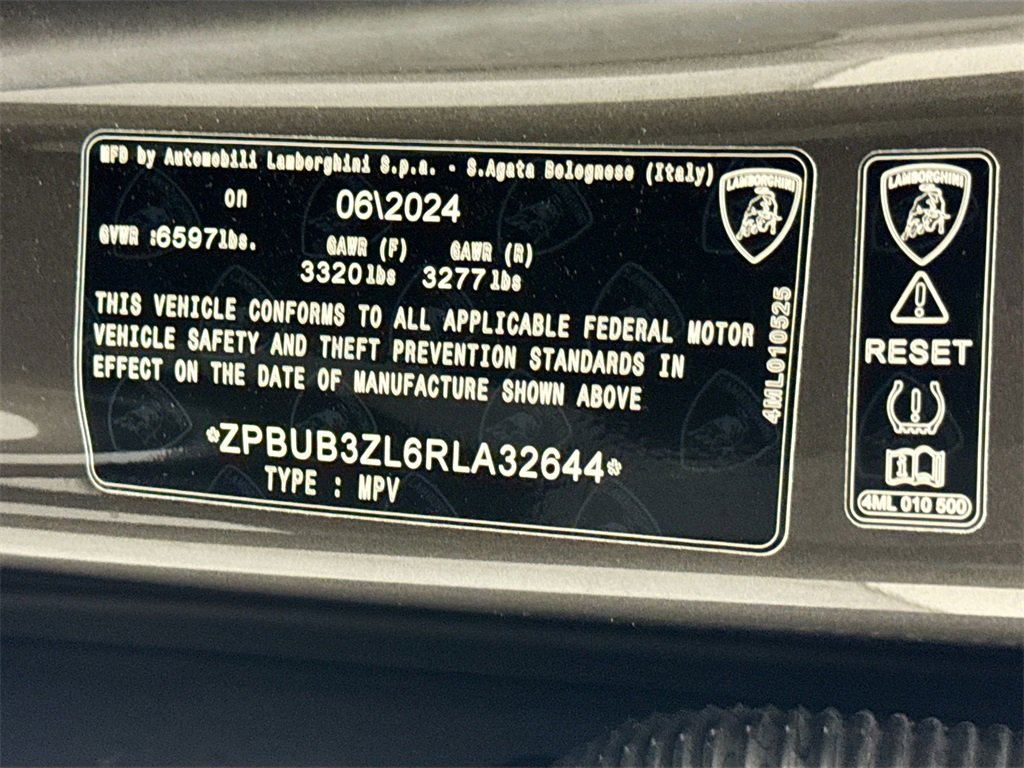 MFD by Automobili Lamborghini S.p.a. - S.Agata Bolognese (Italy)
on 06\2024
GVWR :6597lbs. GAWR (F) GAWR (R)
3320lbs 3277lbs
THIS VEHICLE CONFORMS TO ALL APPLICABLE FEDERAL MOTOR
VEHICLE SAFETY AND THEFT PREVENTION STANDARDS IN
EFFECT ON THE DATE OF MANUFACTURE SHOWN ABOVE
*ZPBUB3ZL6RLA32644*
TYPE : MPV
LAMBORGHINI
4ML010525
LAMBORGHINI
RESET
4ML 010 500